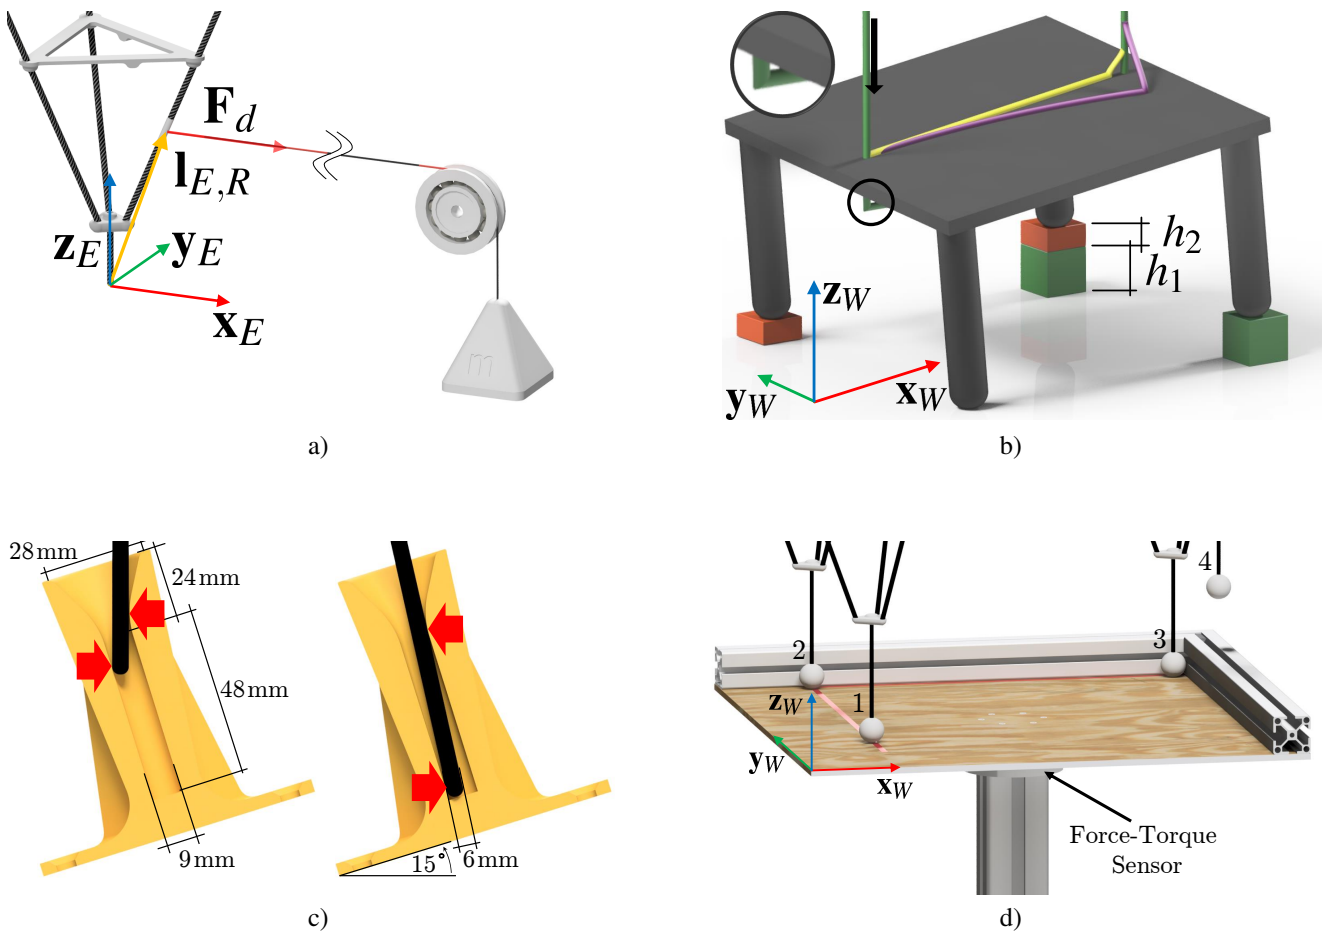 F_d
l_{E,R}
z_E
y_E
x_E
m
a)
h_2
h_1
z_W
y_W
x_W
b)
28 mm
24 mm
48 mm
9 mm
15°
6 mm
c)
4
3
2
1
z_W
y_W
x_W
Force-Torque
Sensor
d)